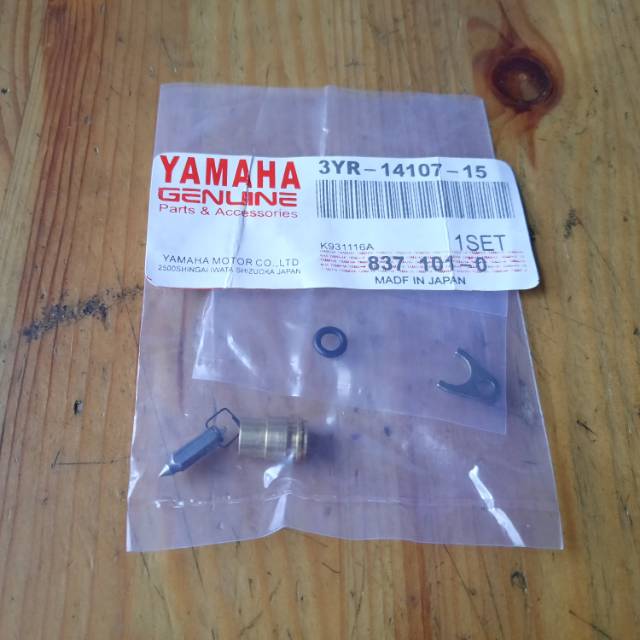 YAMAHA
GENUINE
Parts & Accessories
YAMAHA MOTOR CO.,LTD
2500SHINGAI IWATA SHIZUOKA JAPAN
3YR-14107-15
K931116A
1SET
837 101-0
MADF IN JAPAN